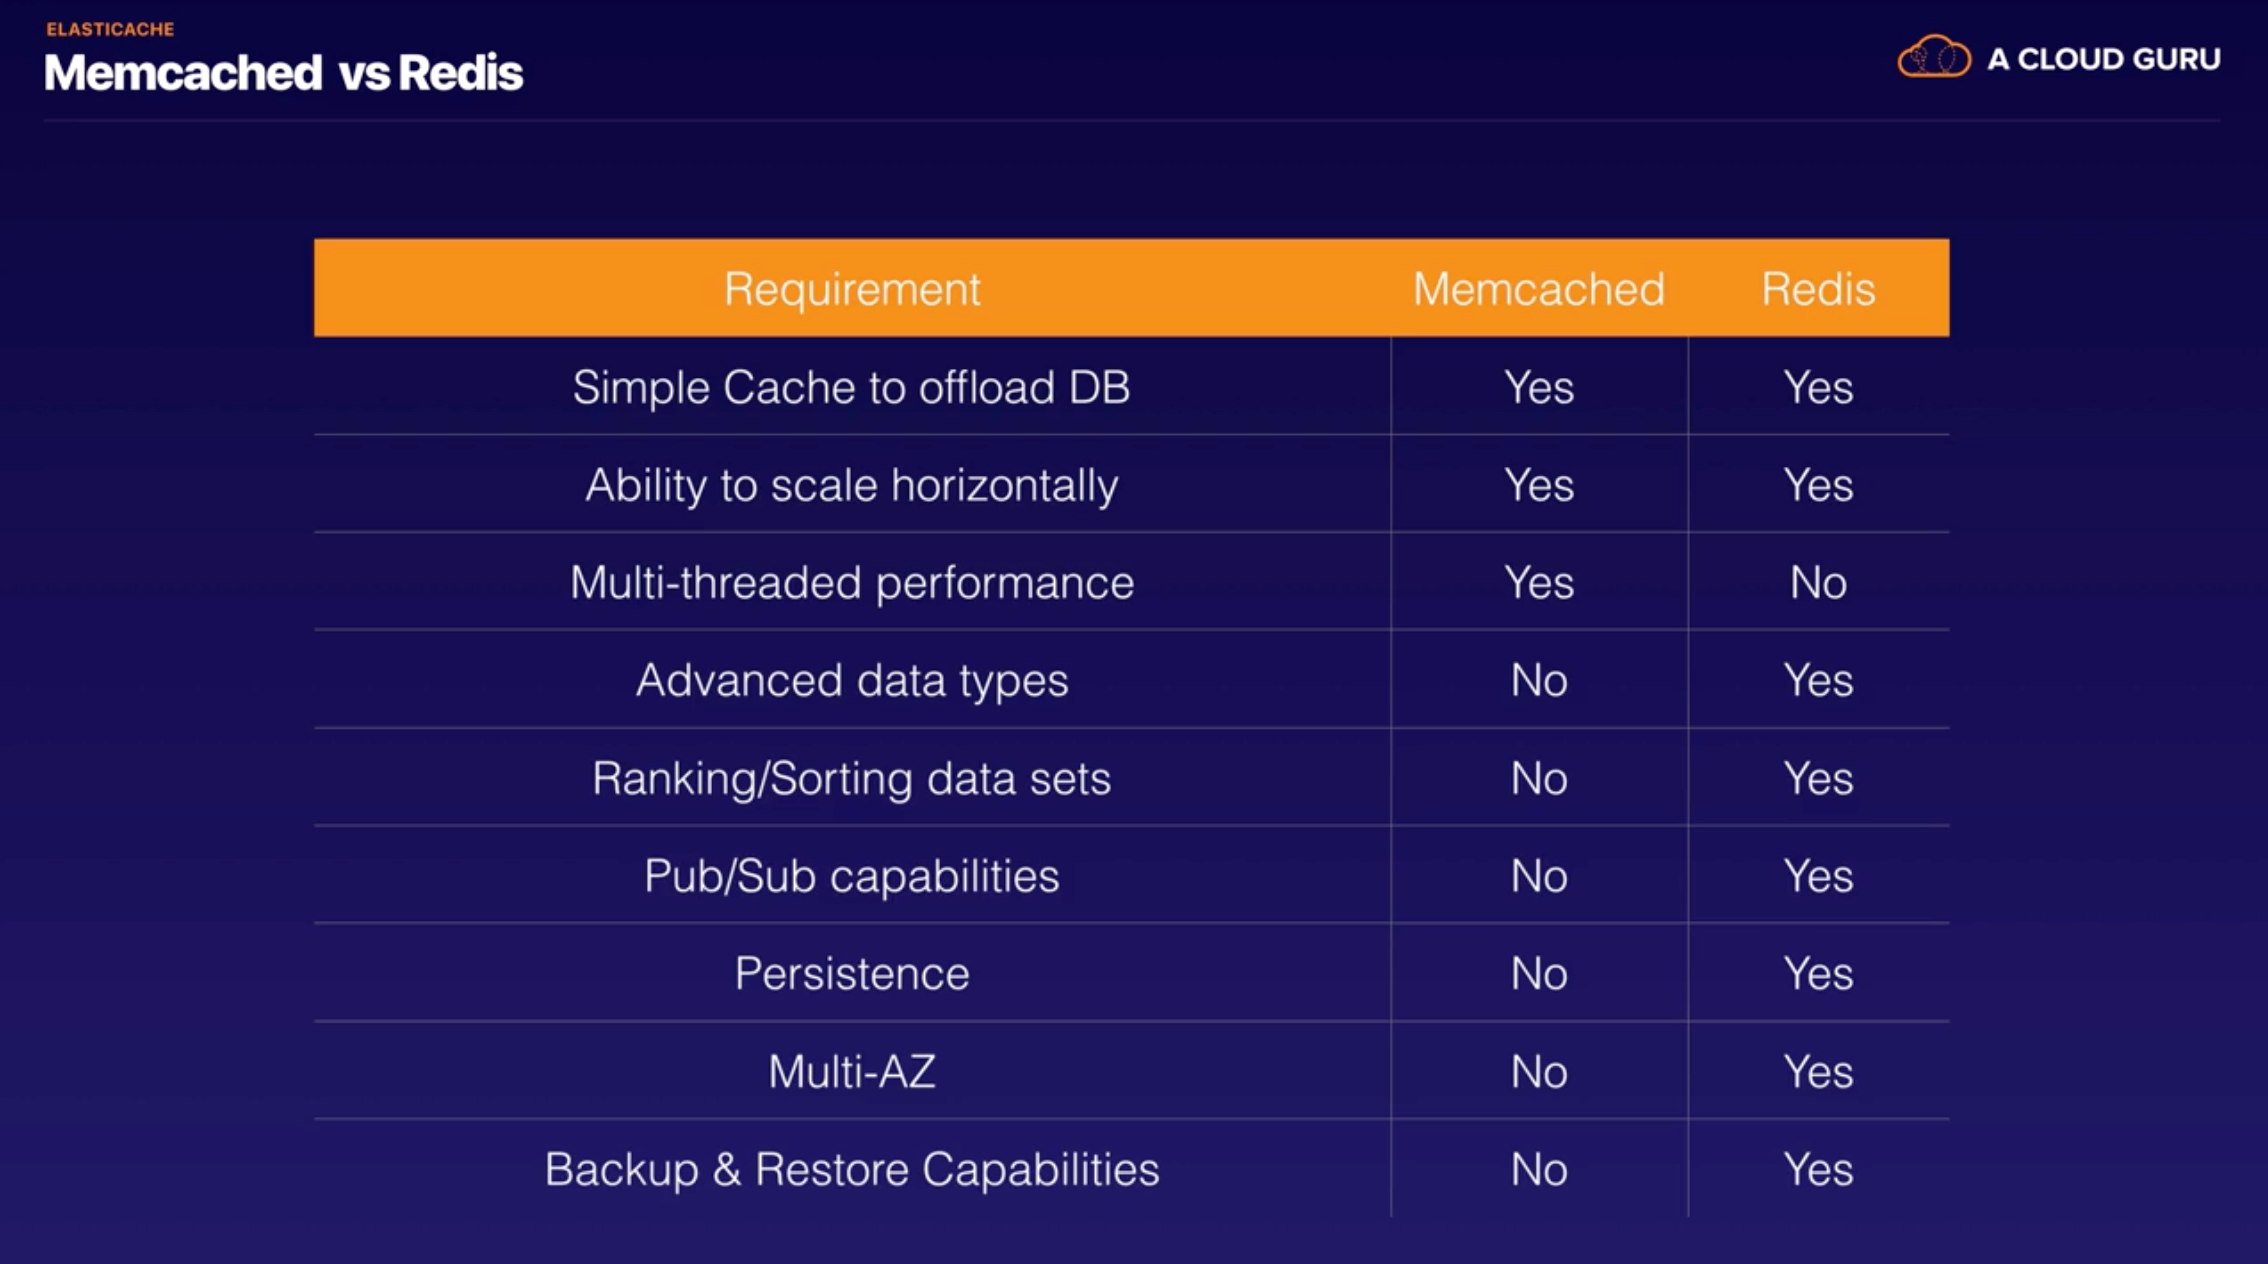 ELASTICACHE
Memcached vs Redis
A CLOUD GURU
Requirement Memcached Redis
Simple Cache to offload DB Yes Yes
Ability to scale horizontally Yes Yes
Multi-threaded performance Yes No
Advanced data types No Yes
Ranking/Sorting data sets No Yes
Pub/Sub capabilities No Yes
Persistence No Yes
Multi-AZ No Yes
Backup & Restore Capabilities No Yes